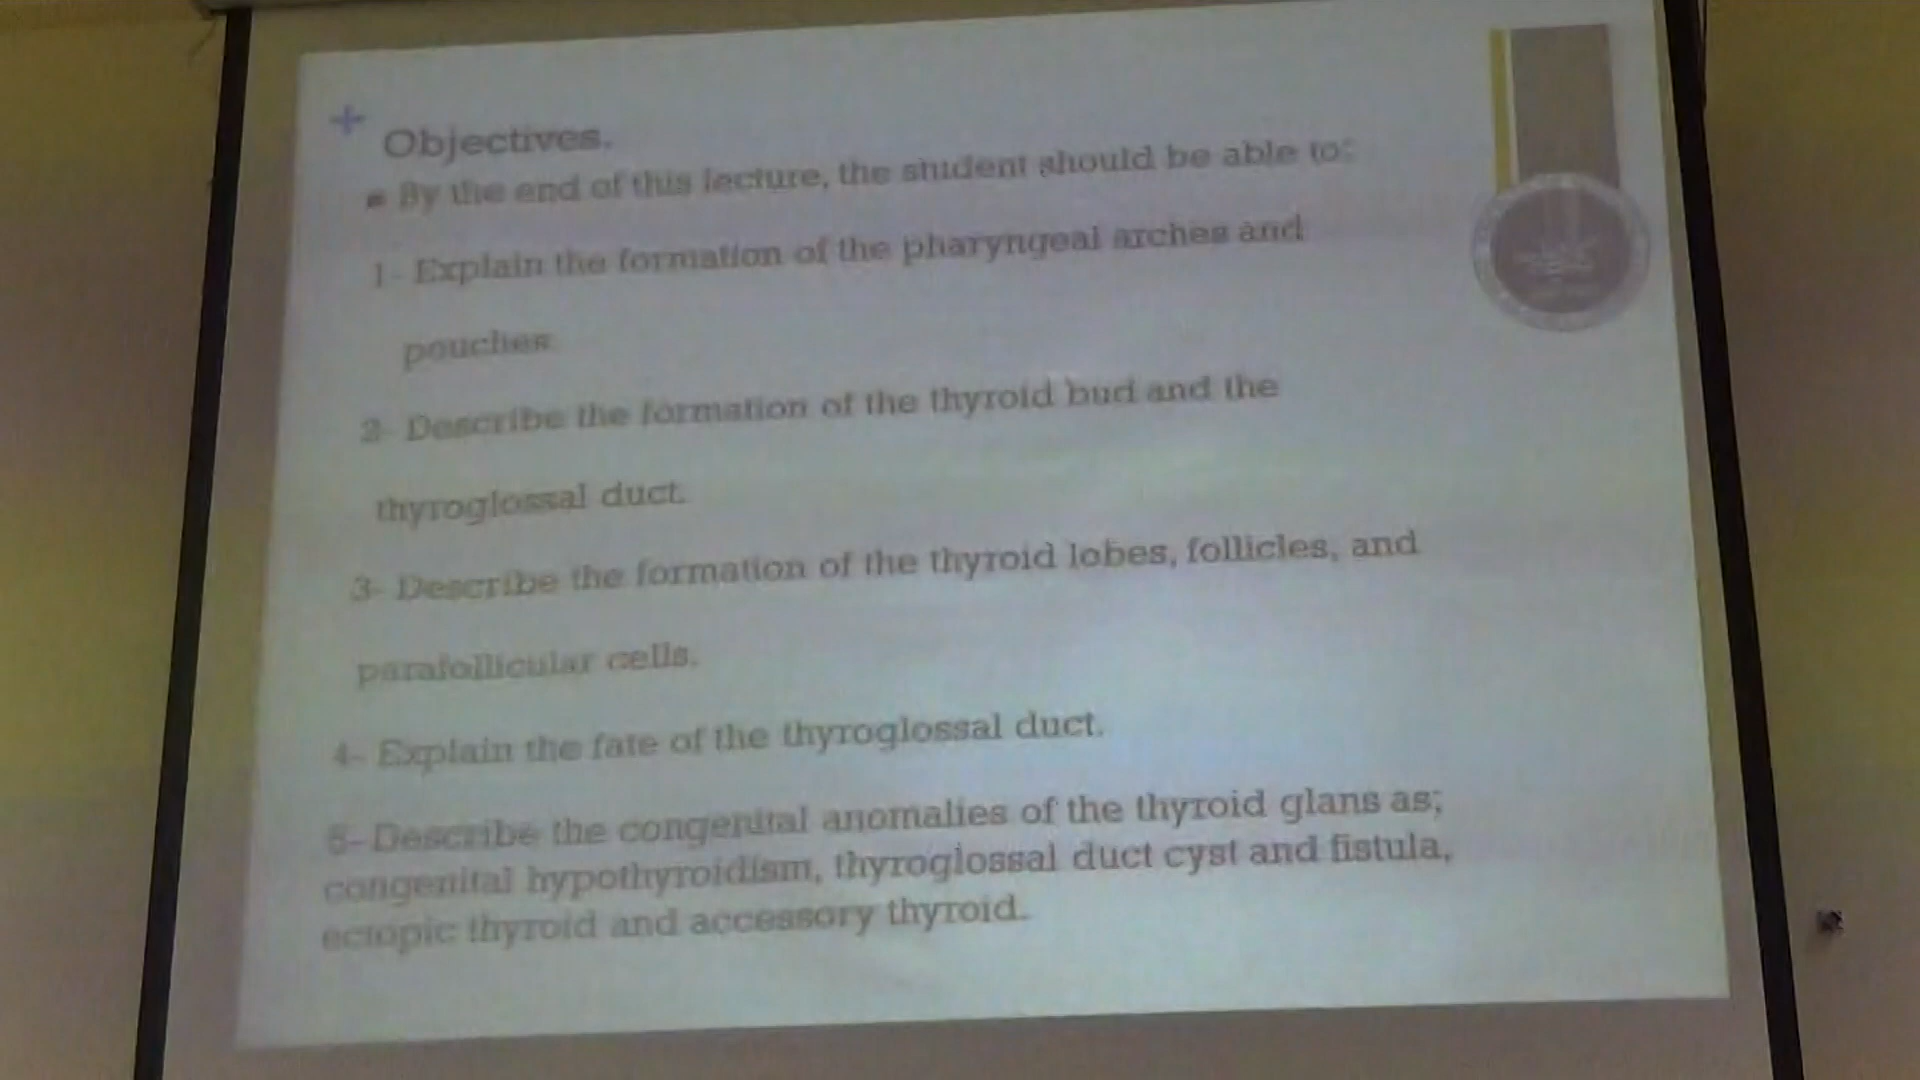 +
Objectives.
▪ By the end of this lecture, the student should be able to:
1- Explain the formation of the pharyngeal arches and
pouches
2- Describe the formation of the thyroid bud and the
thyroglossal duct.
3- Describe the formation of the thyroid lobes, follicles, and
parafollicular cells.
4- Explain the fate of the thyroglossal duct.
5- Describe the congenital anomalies of the thyroid glans as;
congenital hypothyroidism, thyroglossal duct cyst and fistula,
ectopic thyroid and accessory thyroid.